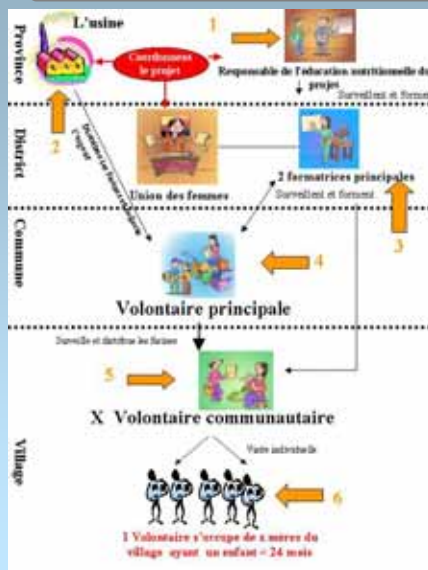 Province
L'usine
1
Coordonnent
le projet
Responsable de l'éducation nutritionnelle du
projet
Surveillent et forment
2
District
Union des femmes
2 formatrices principales
Surveillent et forment
3
Commune
4
Volontaire principale
Surveille et distribue les farines
5
X Volontaire communautaire
Village
Visite individuelle
6
1 Volontaire s'occupe de x mères du
village ayant un enfant < 24 mois